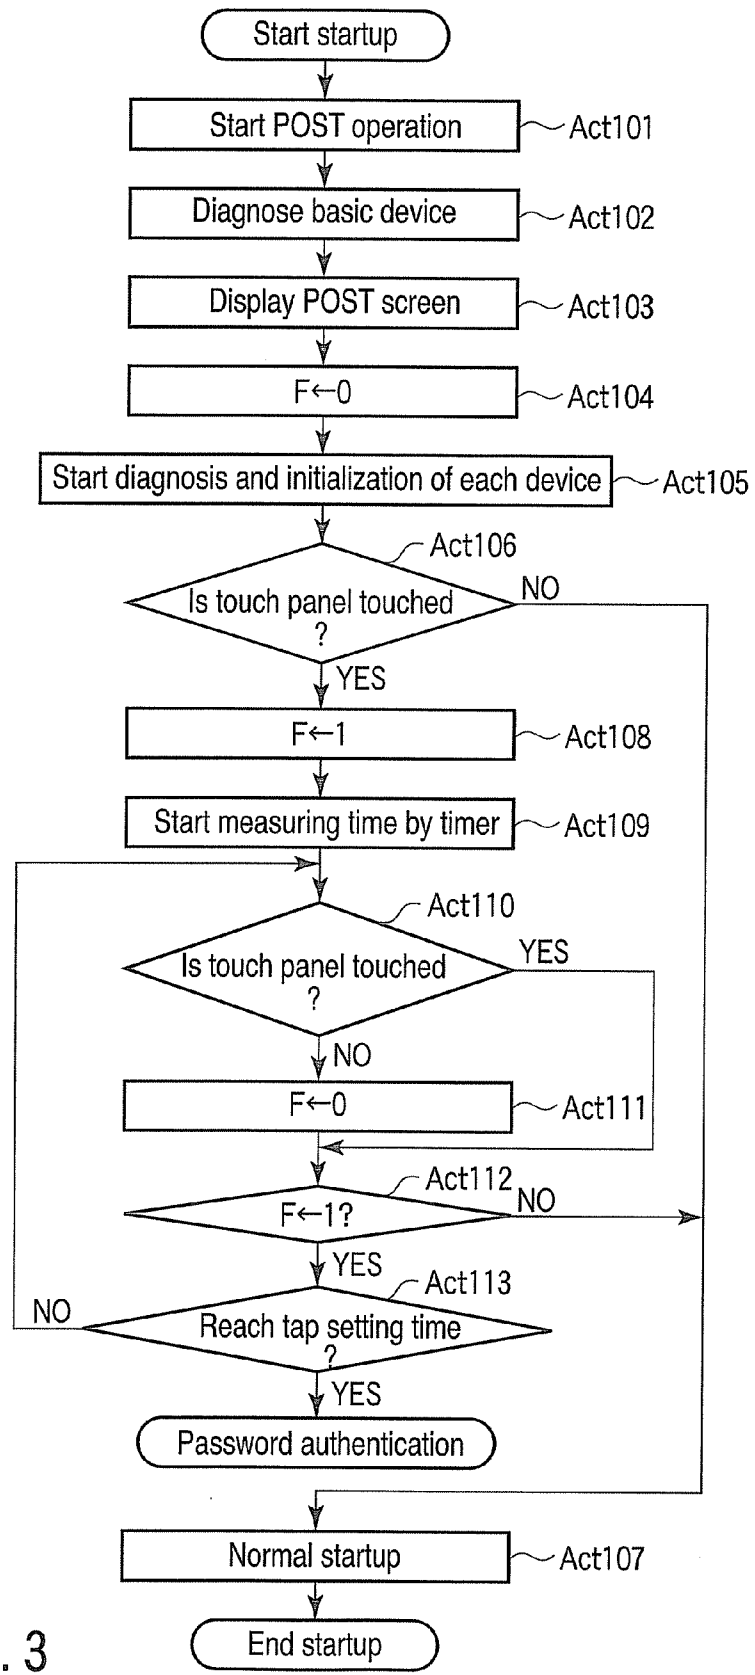 Start startup
Start POST operation
Act101
Diagnose basic device
Act102
Display POST screen
Act103
F←0
Act104
Start diagnosis and initialization of each device
Act105
Act106
Is touch panel touched
?
NO
YES
F←1
Act108
Start measuring time by timer
Act109
Act110
Is touch panel touched
?
YES
NO
F←0
Act111
Act112
F←1?
NO
YES
Act113
Reach tap setting time
?
NO
YES
Password authentication
Normal startup
Act107
End startup
. 3